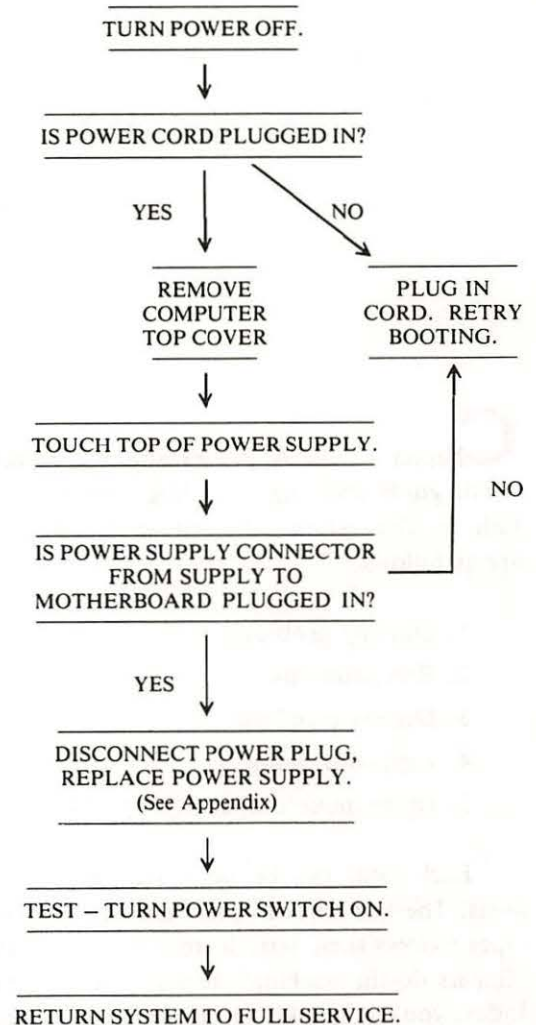 TURN POWER OFF.
IS POWER CORD PLUGGED IN?
YES
NO
REMOVE
COMPUTER
TOP COVER
PLUG IN
CORD. RETRY
BOOTING.
TOUCH TOP OF POWER SUPPLY.
NO
IS POWER SUPPLY CONNECTOR
FROM SUPPLY TO
MOTHERBOARD PLUGGED IN?
YES
DISCONNECT POWER PLUG,
REPLACE POWER SUPPLY.
(See Appendix)
TEST – TURN POWER SWITCH ON.
RETURN SYSTEM TO FULL SERVICE.